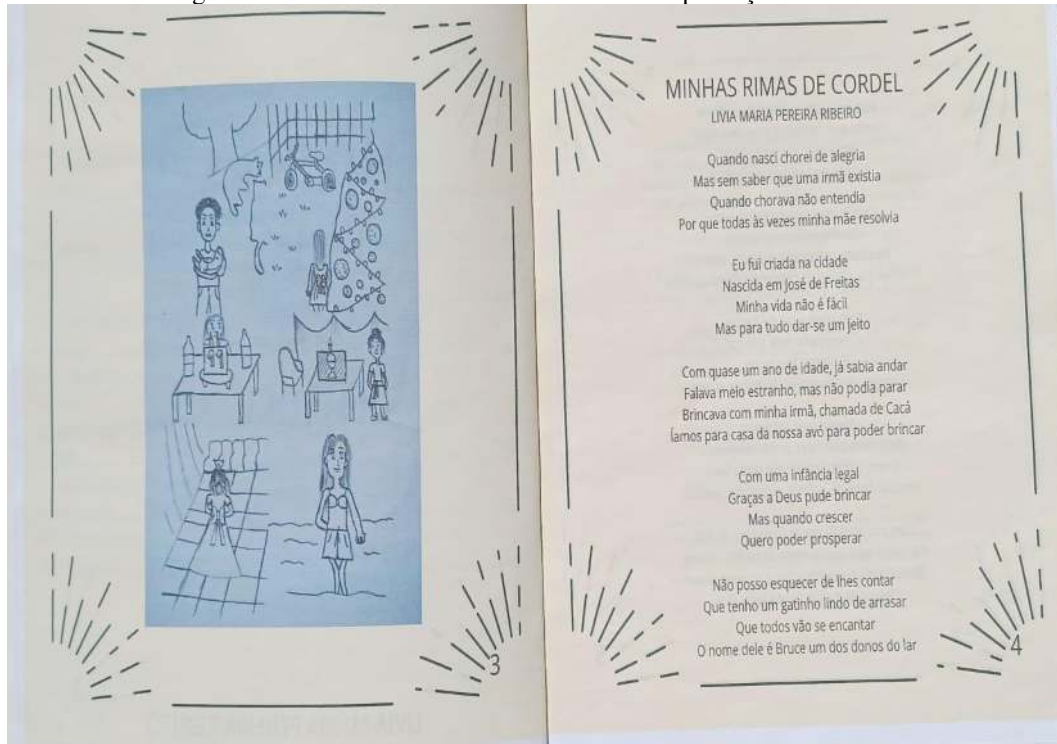 11
3
MINHAS RIMAS DE CORDEL
LIVIA MARIA PEREIRA RIBEIRO
Quando nasci chorei de alegria
Mas sem saber que uma irmã existia
Quando chorava não entendia
Por que todas às vezes minha mãe resolvia
Eu fui criada na cidade
Nascida em José de Freitas
Minha vida não é fácil
Mas para tudo dar-se um jeito
Com quase um ano de idade, já sabia andar
Falava meio estranho, mas não podia parar
Brincava com minha irmã, chamada de Cacá
Íamos para casa da nossa avó para poder brincar
Com uma infância legal
Graças a Deus pude brincar
Mas quando crescer
Quero poder prosperar
Não posso esquecer de lhes contar
Que tenho um gatinho lindo de arrasar
Que todos vão se encantar
O nome dele é Bruce um dos donos do lar
4